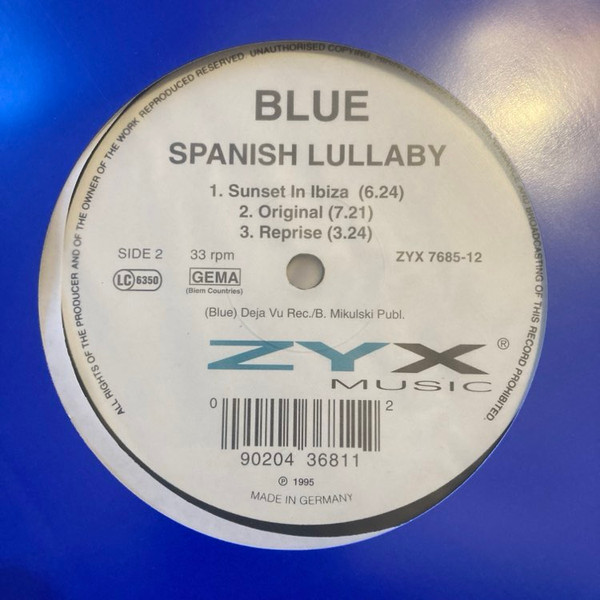 BLUE
SPANISH LULLABY
1. Sunset In Ibiza (6.24)
2. Original (7.21)
3. Reprise (3.24)
SIDE 2 33 rpm ZYX 7685-12
LC 6350 GEMA
(Biem Countries)
(Blue) Deja Vu Rec./B. Mikulski Publ.
ZYX ®
MUSIC
0 2
90204 36811
℗ 1995
MADE IN GERMANY
ALL RIGHTS OF THE PRODUCER AND OF THE OWNER OF THE WORK REPRODUCED RESERVED. UNAUTHORISED COPYING, BROADCASTING OF THIS RECORD PROHIBITED.